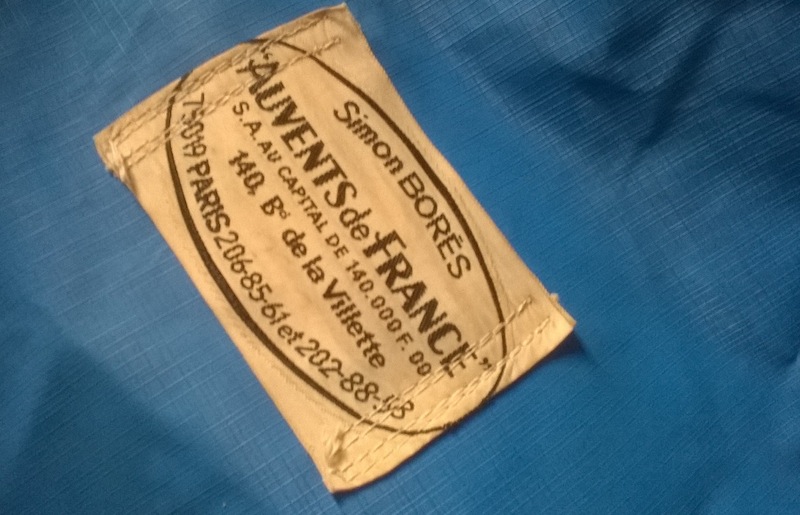 Simon BORÈS
"AUVENTS de FRANCE"
S.A. AU CAPITAL DE 140.000 F. 00
140, Bd de la Villette
75019 PARIS 206-85-61 et 202-88-